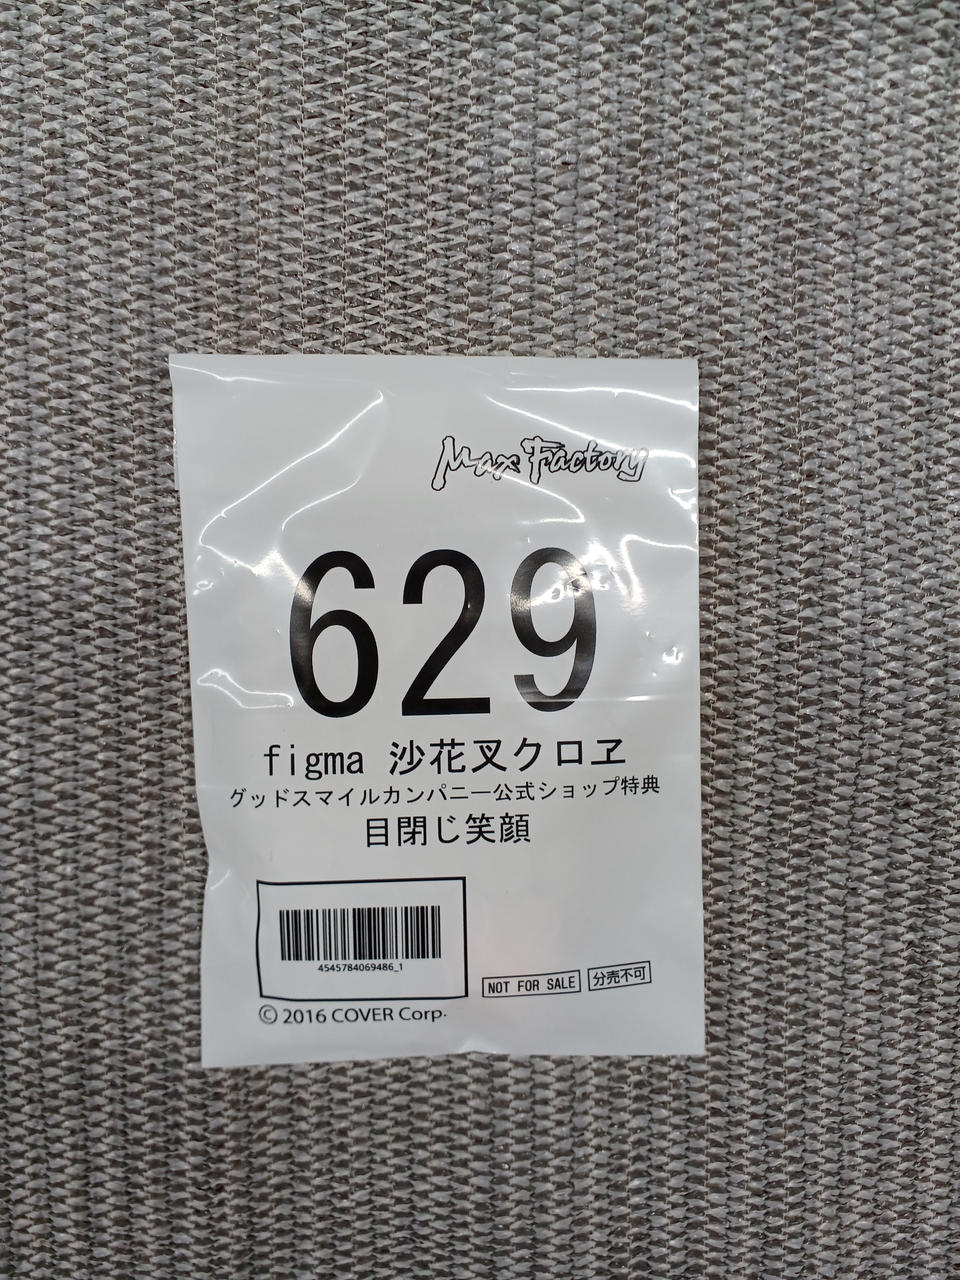 Max Factory
629
figma 沙花叉クロヱ
グッドスマイルカンパニー公式ショップ特典
目閉じ笑顔
4545784069486_1
NOT FOR SALE 分売不可
© 2016 COVER Corp.